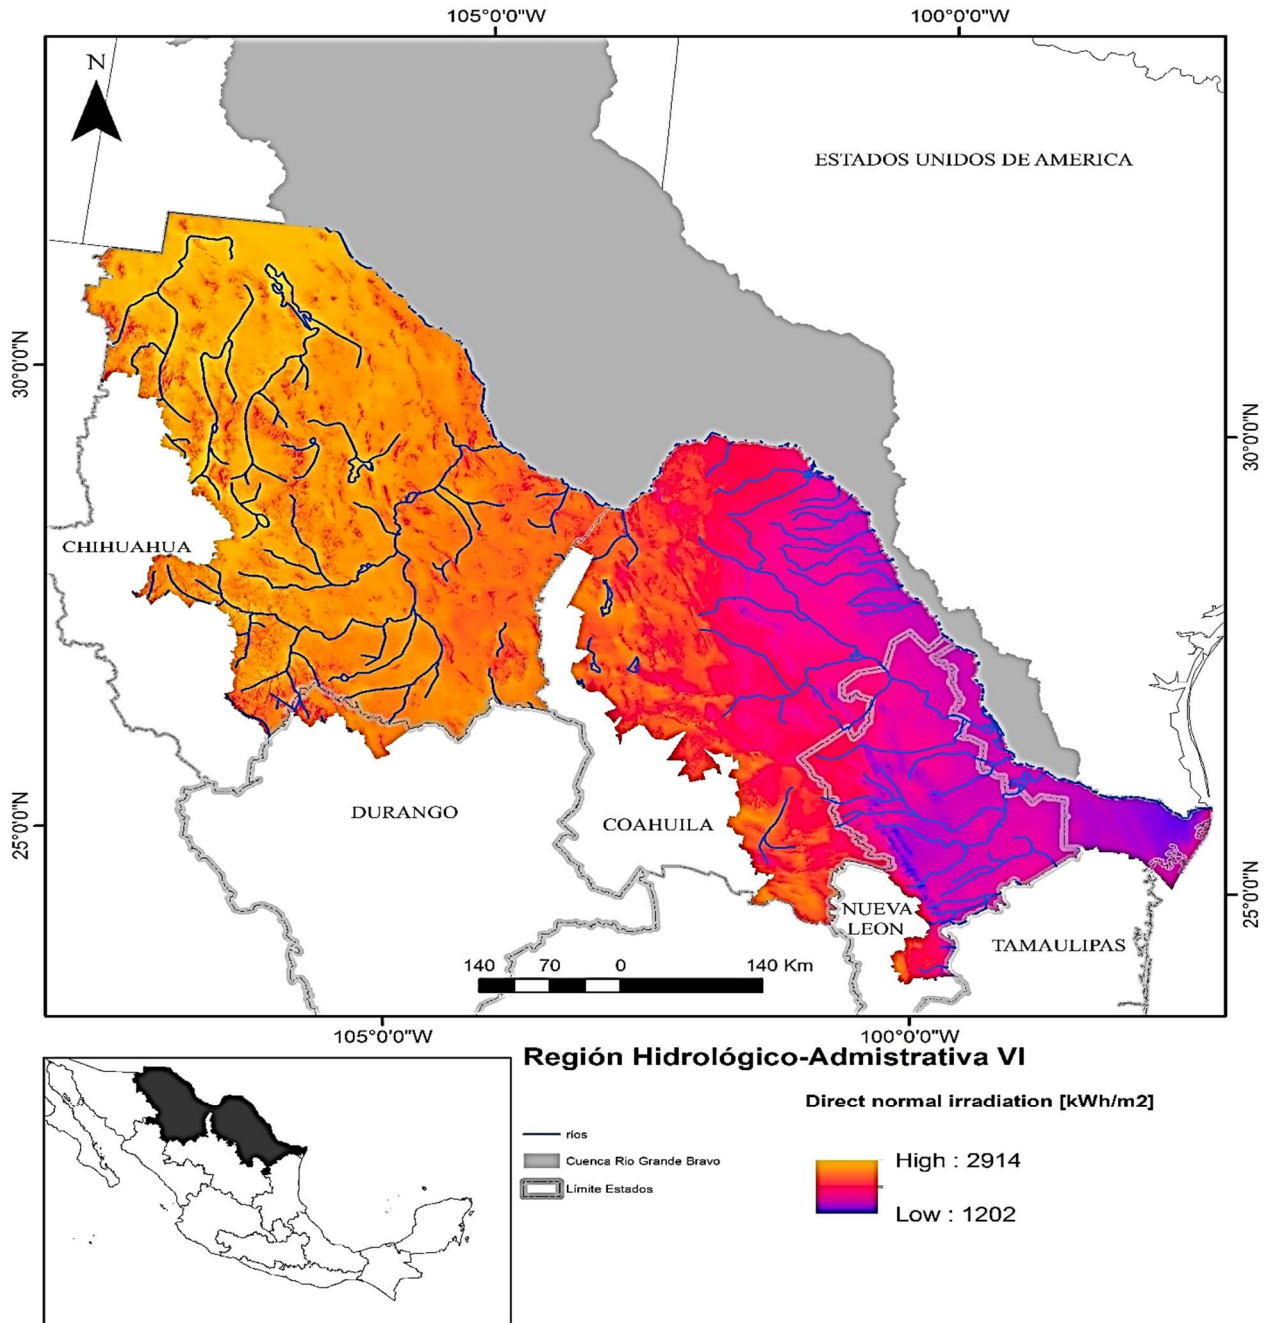 105°0'0"W
100°0'0"W
N
ESTADOS UNIDOS DE AMERICA
30°0'0"N
30°0'0"N
CHIHUAHUA
DURANGO
COAHUILA
25°0'0"N
25°0'0"N
NUEVA
LEON
TAMAULIPAS
140 70 0 140 Km
105°0'0"W
100°0'0"W
Región Hidrológico-Admistrativa VI
Direct normal irradiation [kWh/m2]
ríos
Cuenca Rio Grande Bravo
Límite Estados
High : 2914
Low : 1202